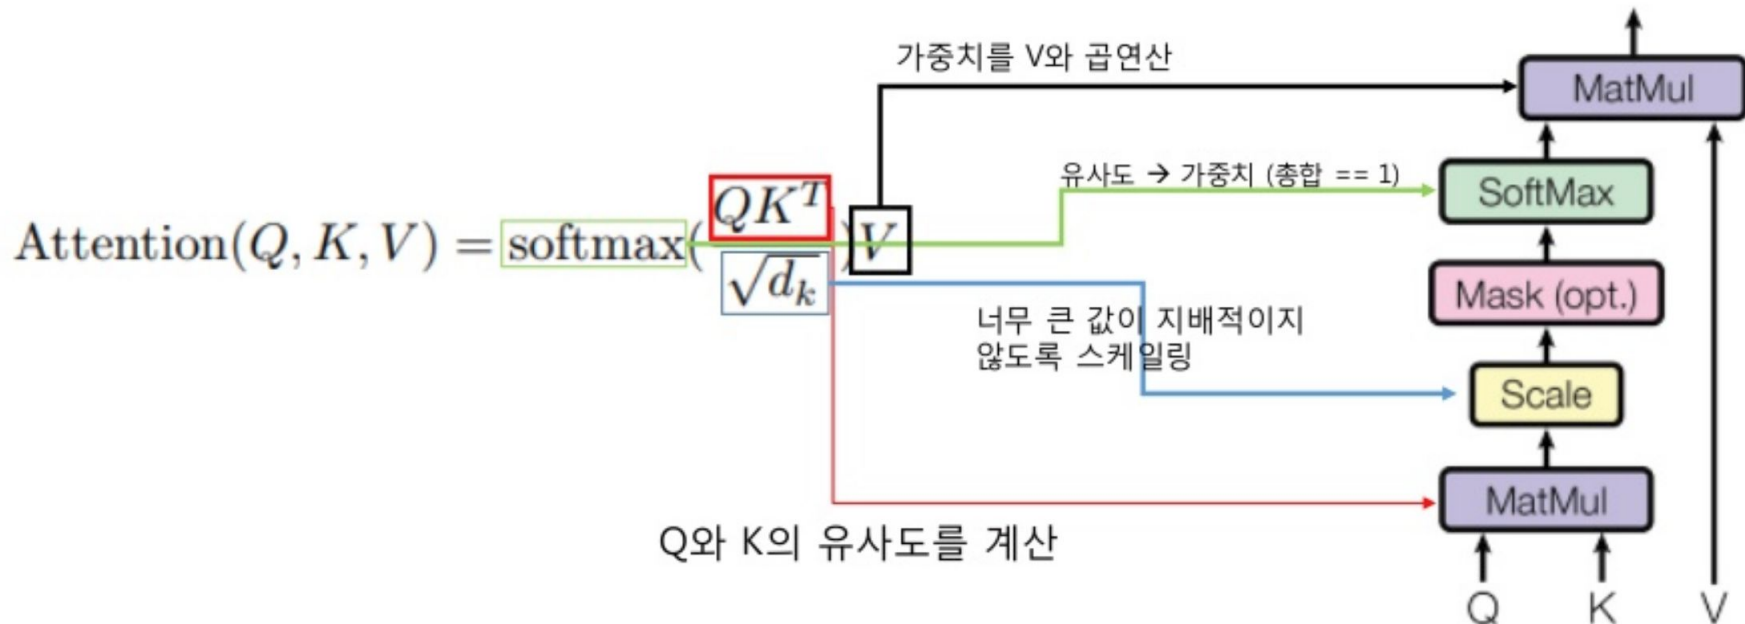 가중치를 V와 곱연산
MatMul
유사도 → 가중치 (총합 == 1)
SoftMax
Attention(Q, K, V) = softmax(QK^T / √d_k)V
Mask (opt.)
너무 큰 값이 지배적이지
않도록 스케일링
Scale
MatMul
Q와 K의 유사도를 계산
Q K V